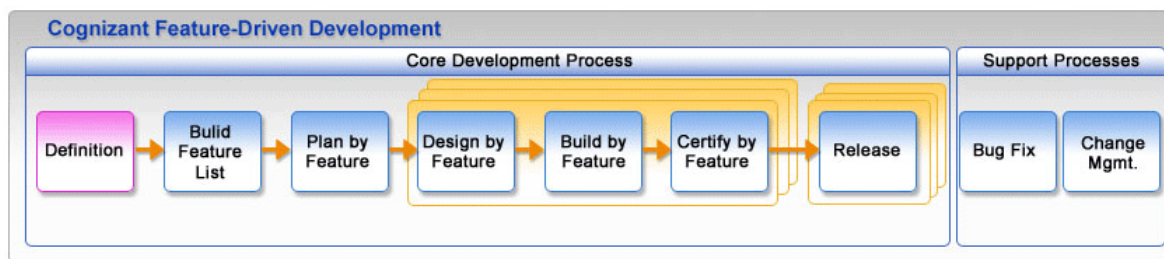 Cognizant Feature-Driven Development
Core Development Process
Support Processes
Definition
Bulid
Feature
List
Plan by
Feature
Design by
Feature
Build by
Feature
Certify by
Feature
Release
Bug Fix
Change
Mgmt.